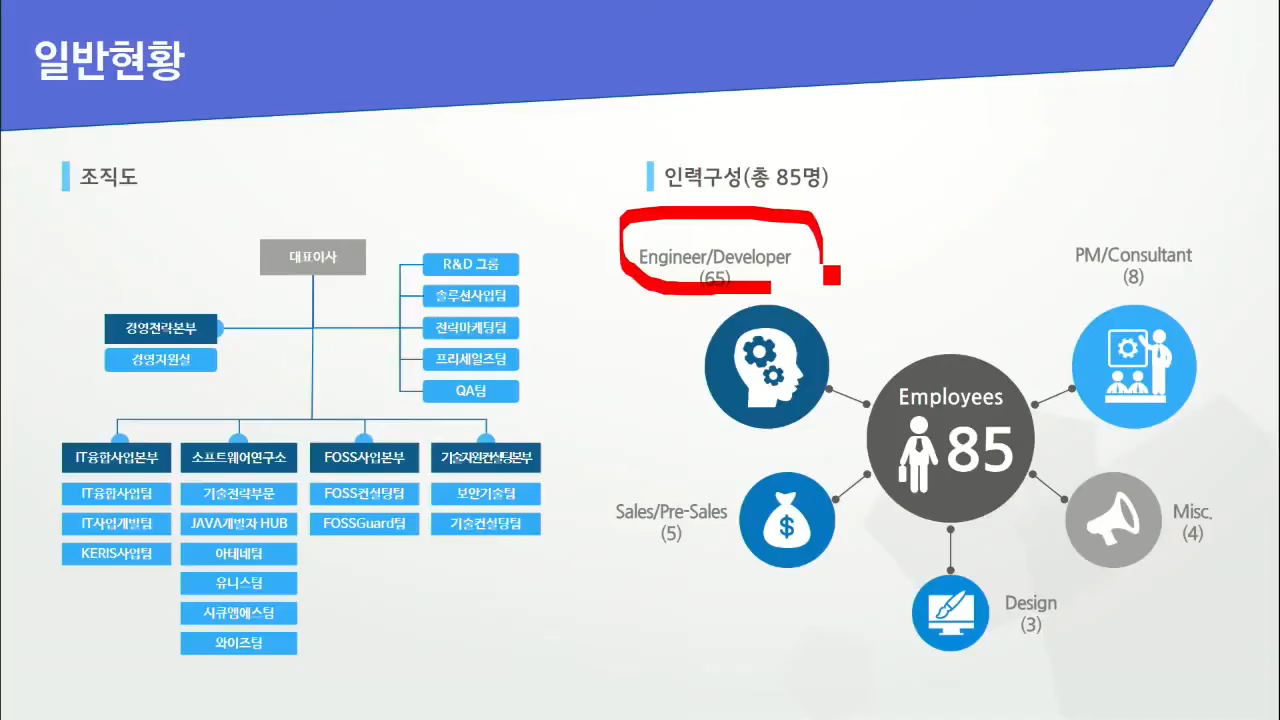 일반현황
조직도
대표이사
R&D 그룹
솔루션사업팀
전략마케팅팀
프리세일즈팀
QA팀
경영전략본부
경영지원실
IT융합사업본부
IT융합사업팀
IT사업개발팀
KERIS사업팀
소프트웨어연구소
기술전략부문
JAVA개발자 HUB
아테네팀
유니스팀
시큐엠에스팀
와이즈팀
FOSS사업본부
FOSS컨설팅팀
FOSSGuard팀
기술지원컨설팅본부
보안기술팀
기술컨설팅팀
인력구성(총 85명)
Engineer/Developer
(65)
PM/Consultant
(8)
Employees
85
Sales/Pre-Sales
(5)
$
Misc.
(4)
Design
(3)